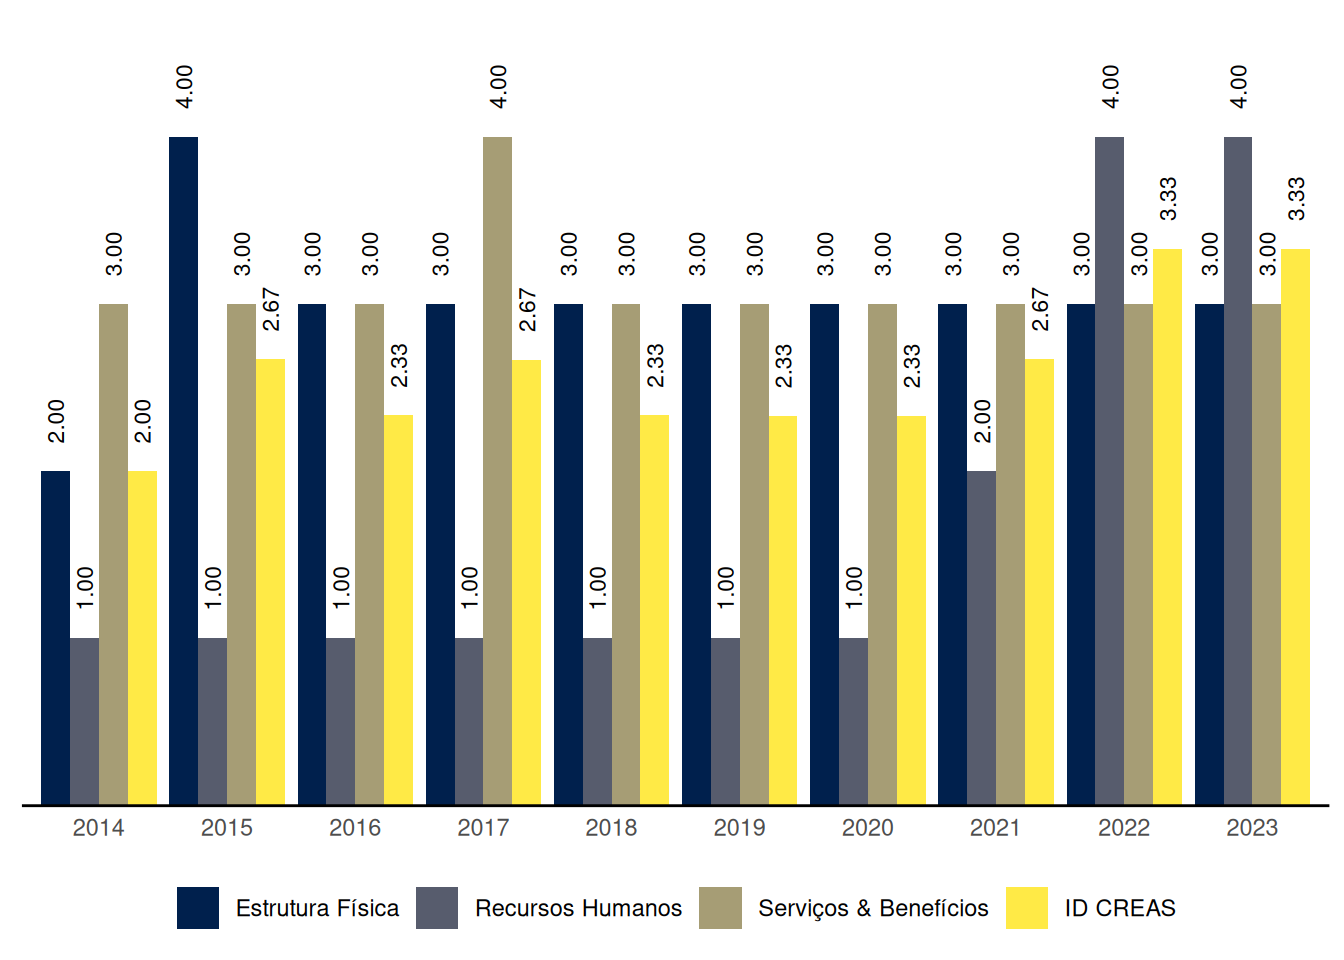 4.00 4.00 4.00 4.00
3.33 3.33
3.00 3.00 3.00 3.00 3.00 3.00 3.00 3.00 3.00 3.00 3.00 3.00 3.00 3.00 3.00 3.00 3.00
2.67 2.67 2.67
2.33 2.33 2.33 2.33
2.00 2.00 2.00
1.00 1.00 1.00 1.00 1.00 1.00 1.00
2014 2015 2016 2017 2018 2019 2020 2021 2022 2023
Estrutura Física Recursos Humanos Serviços & Benefícios ID CREAS